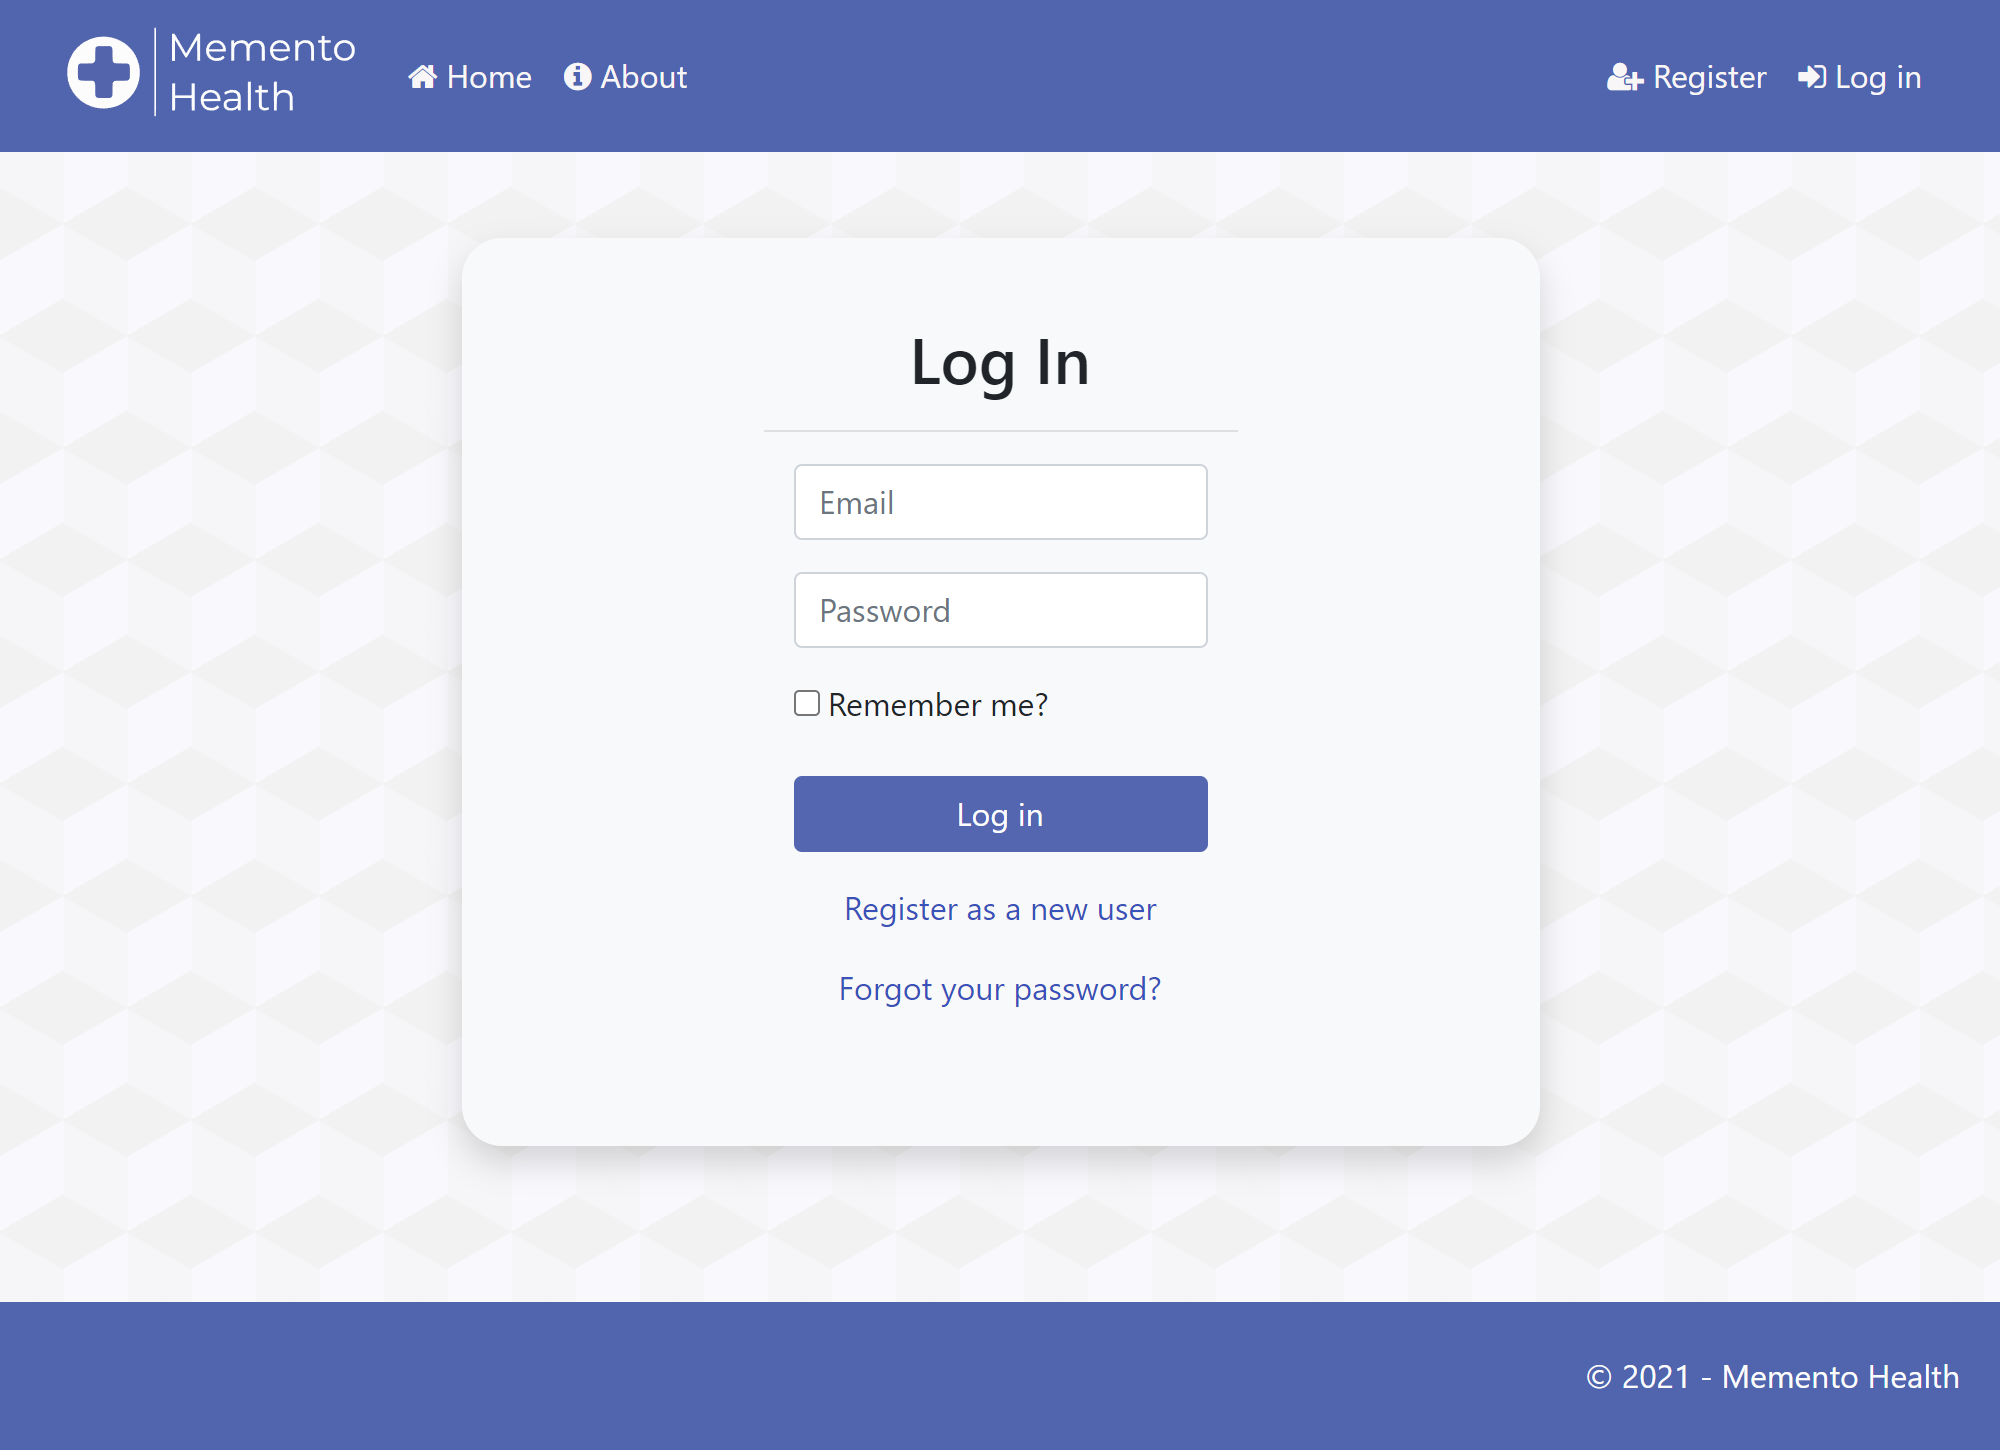 Memento
Health
Home
About
Register
Log in
Log In
Email
Password
Remember me?
Log in
Register as a new user
Forgot your password?
© 2021 - Memento Health